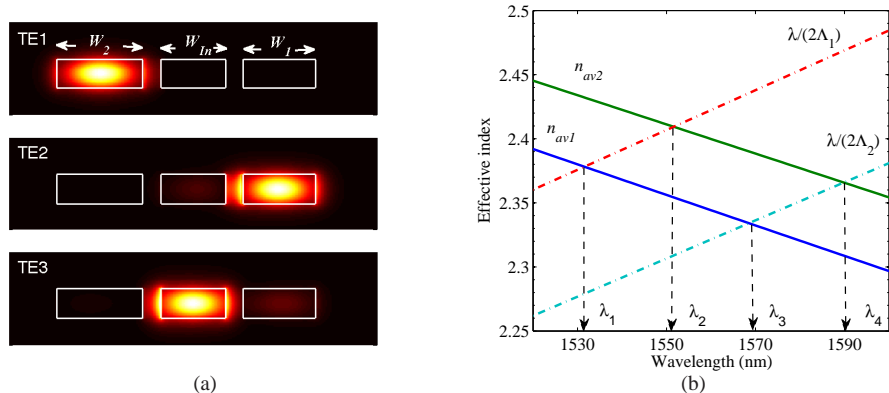 TE1
W2 WIn W1
TE2
TE3
(a)
2.5
2.45
2.4
2.35
2.3
2.25
Effective index
nav2
nav1
λ/(2Λ1)
λ/(2Λ2)
λ1 λ2 λ3 λ4
1530 1550 1570 1590
Wavelength (nm)
(b)